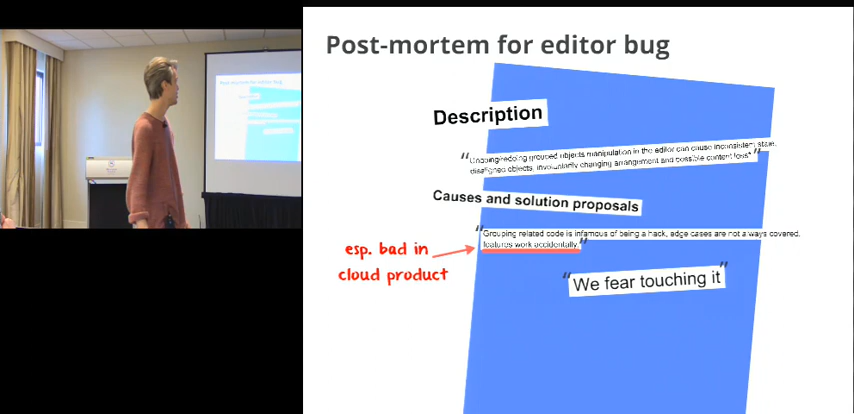 Post-mortem for editor bug
Description
"Undoing/redoing grouped objects manipulation in the editor can cause inconsistent state,
disaligned objects, involuntarily changing arrangement and possible content loss"
Causes and solution proposals
"Grouping related code is infamous of being a hack, edge cases are not always covered,
features work accidentally."
esp. bad in
cloud product
"We fear touching it"